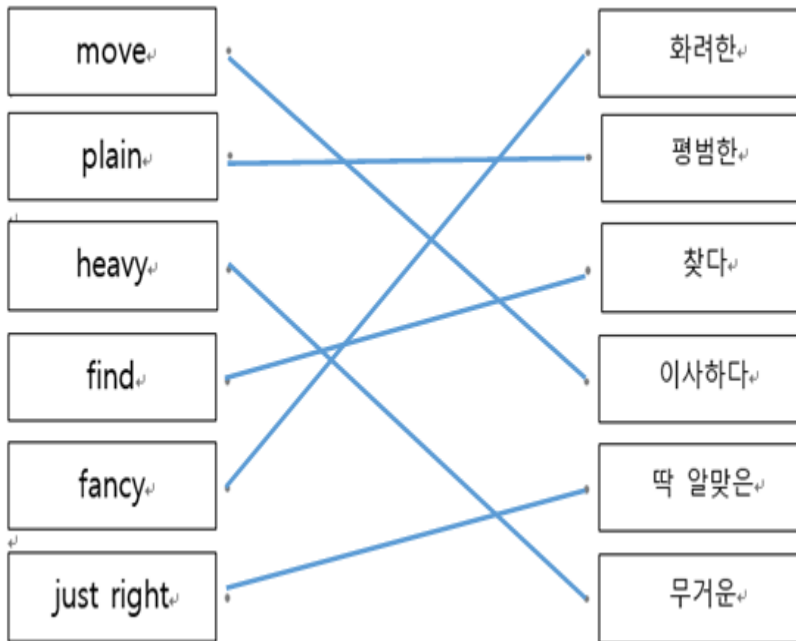 move
화려한
plain
평범한
heavy
찾다
find
이사하다
fancy
딱 알맞은
just right
무거운